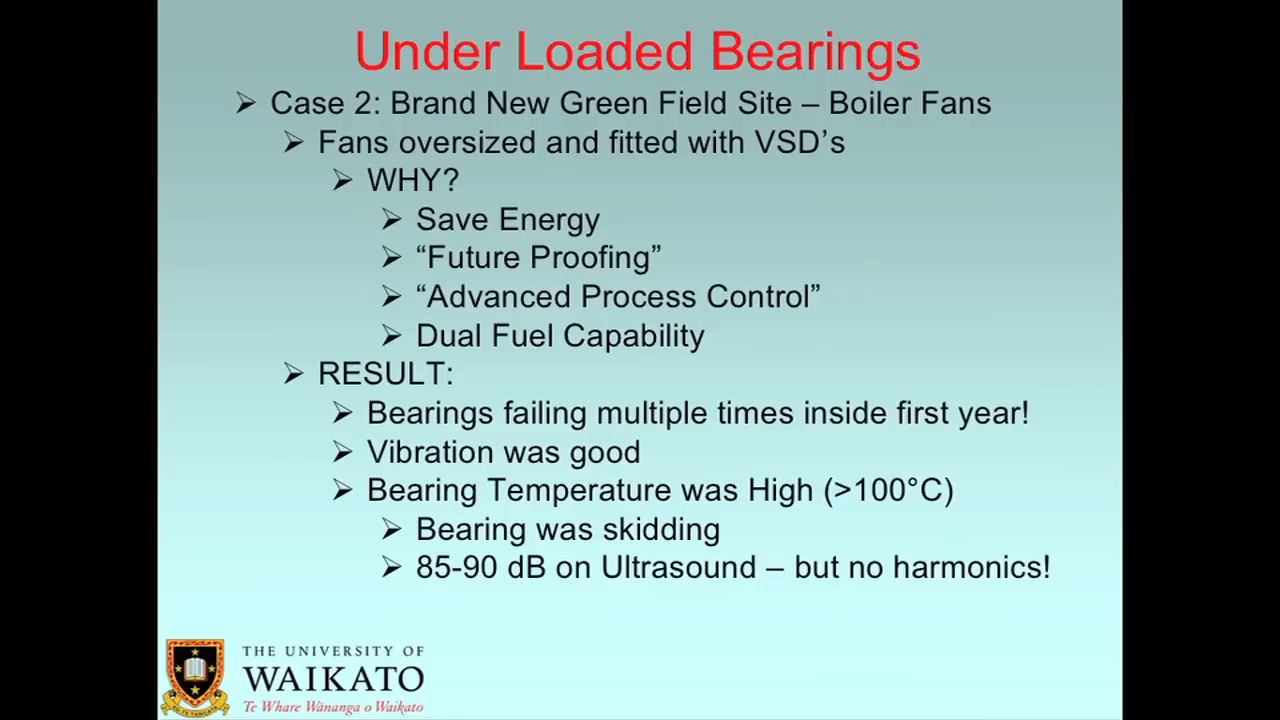 Under Loaded Bearings
➢ Case 2: Brand New Green Field Site – Boiler Fans
➢ Fans oversized and fitted with VSD’s
➢ WHY?
➢ Save Energy
➢ “Future Proofing”
➢ “Advanced Process Control”
➢ Dual Fuel Capability
➢ RESULT:
➢ Bearings failing multiple times inside first year!
➢ Vibration was good
➢ Bearing Temperature was High (>100°C)
➢ Bearing was skidding
➢ 85-90 dB on Ultrasound – but no harmonics!
THE UNIVERSITY OF
WAIKATO
Te Whare Wānanga o Waikato